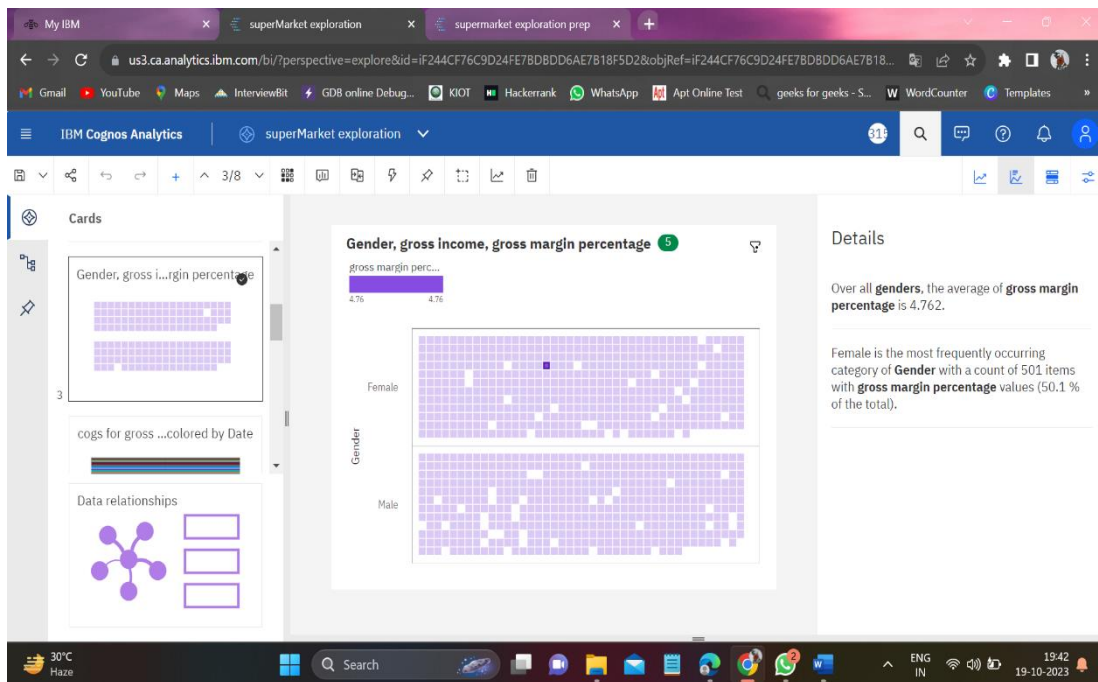 My IBM
superMarket exploration
supermarket exploration prep
us3.ca.analytics.ibm.com/bi/?perspective=explore&id=iF244CF76C9D24FE7BDBDD6AE7B18F5D2&objRef=iF244CF76C9D24FE7BDBDD6AE7B18...
Gmail YouTube Maps InterviewBit GDB online Debug... KIOT Hackerrank WhatsApp Apt Online Test geeks for geeks - S... WordCounter Templates »
IBM Cognos Analytics superMarket exploration
3/8
Cards
Gender, gross i...rgin percentage
3
cogs for gross ...colored by Date
Data relationships
Gender, gross income, gross margin percentage 5
gross margin perc...
4.76 4.76
Female
Gender
Male
Details
Over all genders, the average of gross margin
percentage is 4.762.
Female is the most frequently occurring
category of Gender with a count of 501 items
with gross margin percentage values (50.1 %
of the total).
30°C
Haze
Search
2
ENG
IN
19:42
19-10-2023